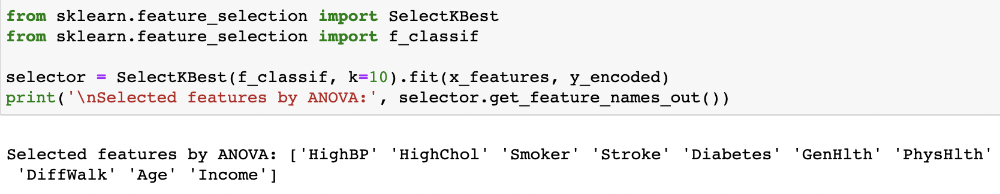 from sklearn.feature_selection import SelectKBest
from sklearn.feature_selection import f_classif
selector = SelectKBest(f_classif, k=10).fit(x_features, y_encoded)
print('\nSelected features by ANOVA:', selector.get_feature_names_out())
Selected features by ANOVA: ['HighBP' 'HighChol' 'Smoker' 'Stroke' 'Diabetes' 'GenHlth' 'PhysHlth'
 'DiffWalk' 'Age' 'Income']